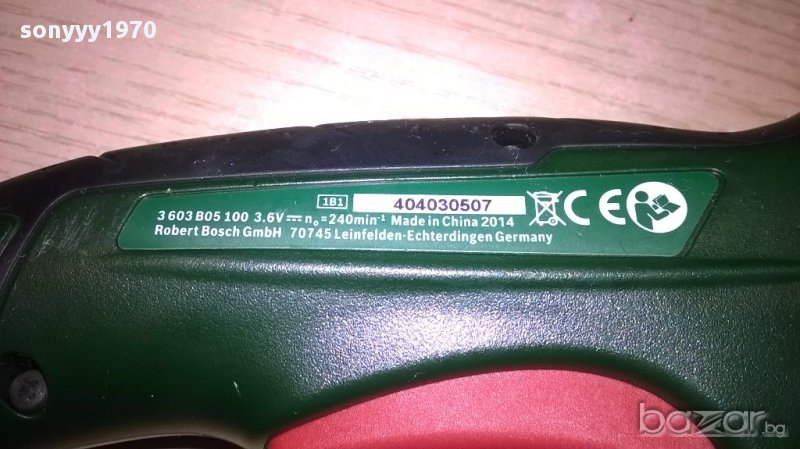 sonyyy1970
1B1 404030507
3 603 B05 100 3.6V n₀=240min⁻¹ Made in China 2014
Robert Bosch GmbH 70745 Leinfelden-Echterdingen Germany
CE
bazar.bg